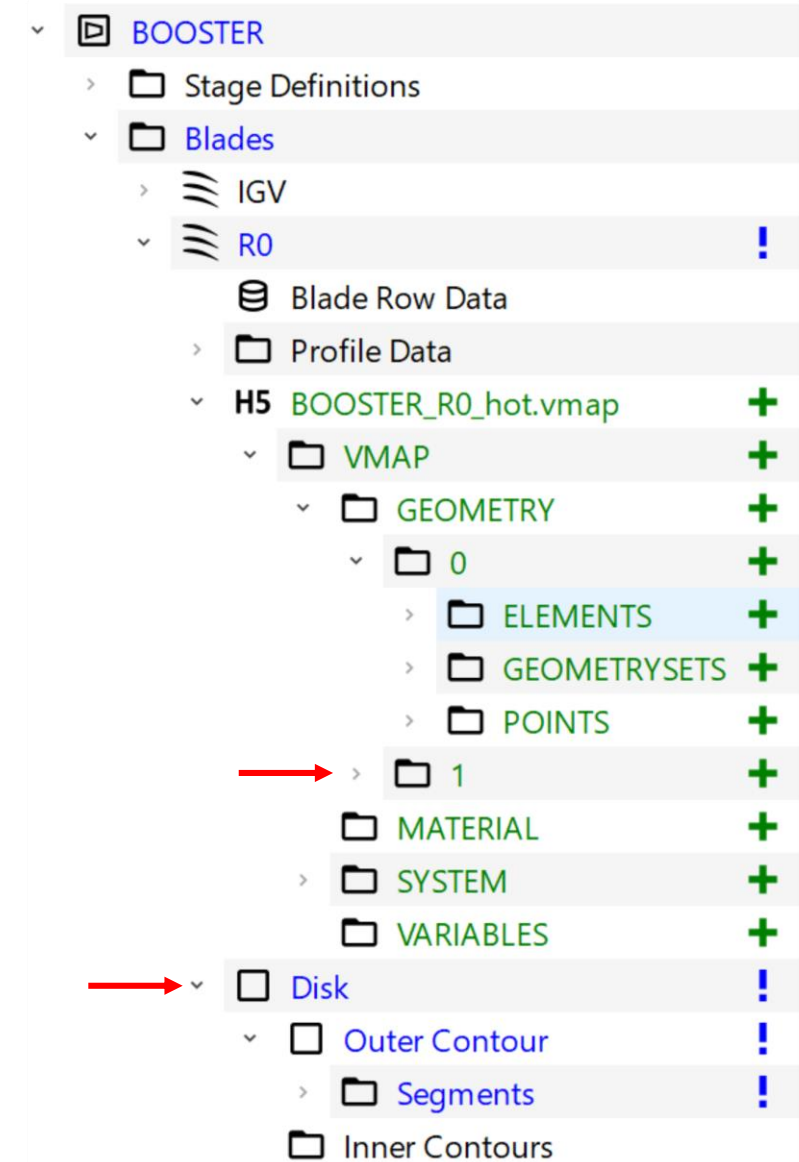 BOOSTER
Stage Definitions
Blades
IGV
R0 !
Blade Row Data
Profile Data
H5 BOOSTER_R0_hot.vmap +
VMAP +
GEOMETRY +
0 +
ELEMENTS +
GEOMETRYSETS +
POINTS +
1 +
MATERIAL +
SYSTEM +
VARIABLES +
Disk !
Outer Contour !
Segments !
Inner Contours